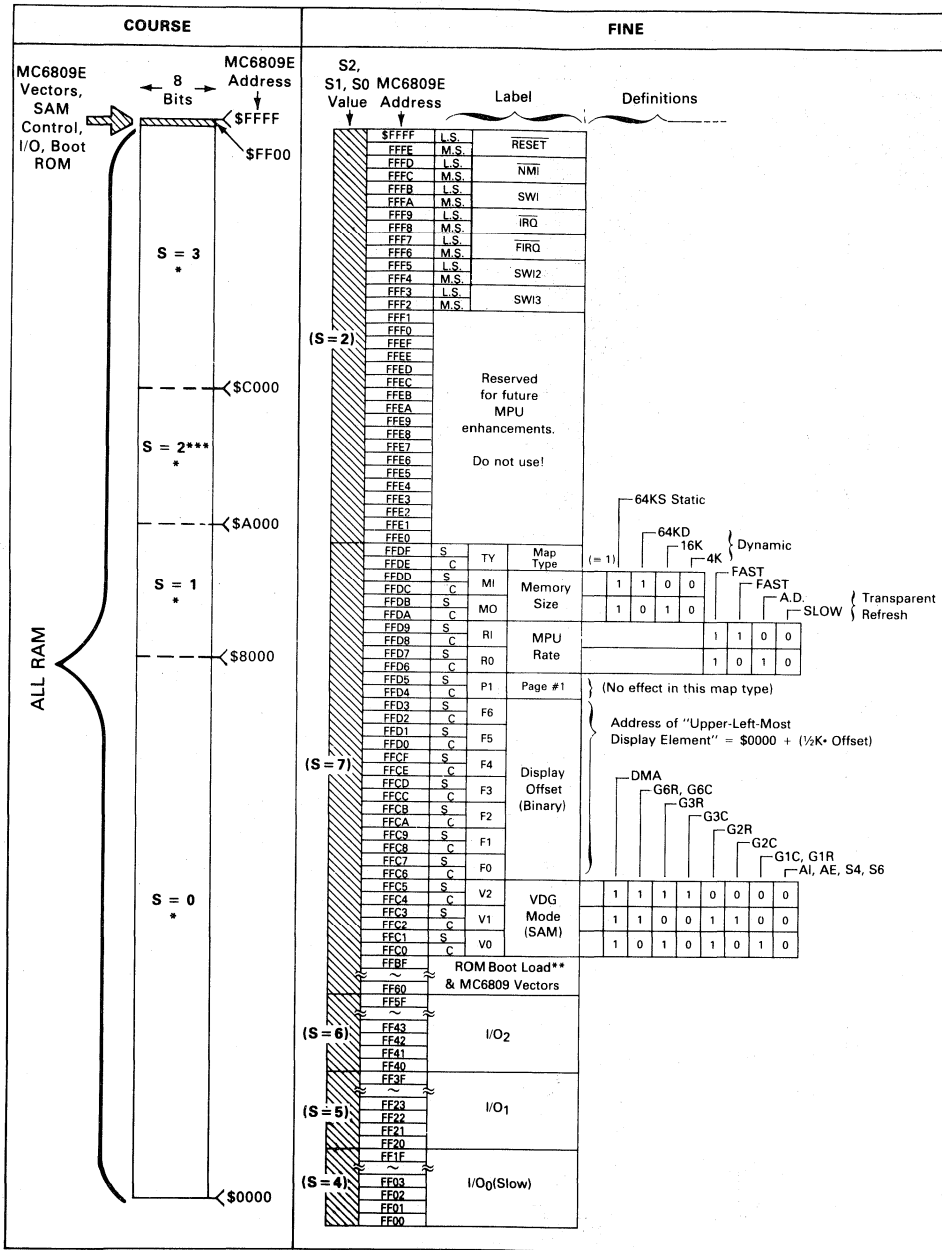 COURSE
FINE
MC6809E
Vectors,
SAM
Control,
I/O, Boot
ROM
8
Bits
MC6809E
Address
$FFFF
$FF00
S = 3
*
$C000
S = 2***
*
$A000
S = 1
*
$8000
ALL RAM
S = 0
*
$0000
S2,
S1, S0
Value
MC6809E
Address
Label
Definitions
$FFFF L.S.
RESET
FFFE M.S.
FFFD L.S.
NMI
FFFC M.S.
FFFB L.S.
SWI
FFFA M.S.
FFF9 L.S.
IRQ
FFF8 M.S.
FFF7 L.S.
FIRQ
FFF6 M.S.
FFF5 L.S.
SWI2
FFF4 M.S.
FFF3 L.S.
SWI3
FFF2 M.S.
FFF1
FFF0
(S=2)
FFEF
FFEE
FFED
FFEC
FFEB
FFEA
FFE9
FFE8
FFE7
FFE6
FFE5
FFE4
FFE3
FFE2
FFE1
FFE0
Reserved
for future
MPU
enhancements.
Do not use!
64KS Static
64KD
16K
4K
Dynamic
FFDF S
FFDE C
TY
Map
Type
(= 1)
FFDD S
FFDC C
MI
Memory
Size
1 1 0 0
FFDB S
FFDA C
MO
1 0 1 0
FAST
FAST
A.D.
SLOW
Transparent
Refresh
FFD9 S
FFD8 C
RI
MPU
Rate
1 1 0 0
FFD7 S
FFD6 C
R0
1 0 1 0
FFD5 S
FFD4 C
P1
Page #1
(No effect in this map type)
FFD3 S
FFD2 C
F6
FFD1 S
FFD0 C
F5
(S=7)
FFCF S
FFCE C
F4
FFCD S
FFCC C
F3
FFCB S
FFCA C
F2
FFC9 S
FFC8 C
F1
FFC7 S
FFC6 C
F0
Display
Offset
(Binary)
Address of "Upper-Left-Most
Display Element" = $0000 + (½K• Offset)
DMA
G6R, G6C
G3R
G3C
G2R
G2C
G1C, G1R
AI, AE, S4, S6
FFC5 S
FFC4 C
V2
VDG
Mode
(SAM)
1 1 1 1 0 0 0 0
FFC3 S
FFC2 C
V1
1 1 0 0 1 1 0 0
FFC1 S
FFC0 C
V0
1 0 1 0 1 0 1 0
FFBF
~
FF60
ROM Boot Load**
& MC6809 Vectors
FF5F
~
(S=6)
FF43
FF42
FF41
FF40
I/O2
FF3F
~
(S=5)
FF23
FF22
FF21
FF20
I/O1
FF1F
~
(S=4)
FF03
FF02
FF01
FF00
I/O0(Slow)